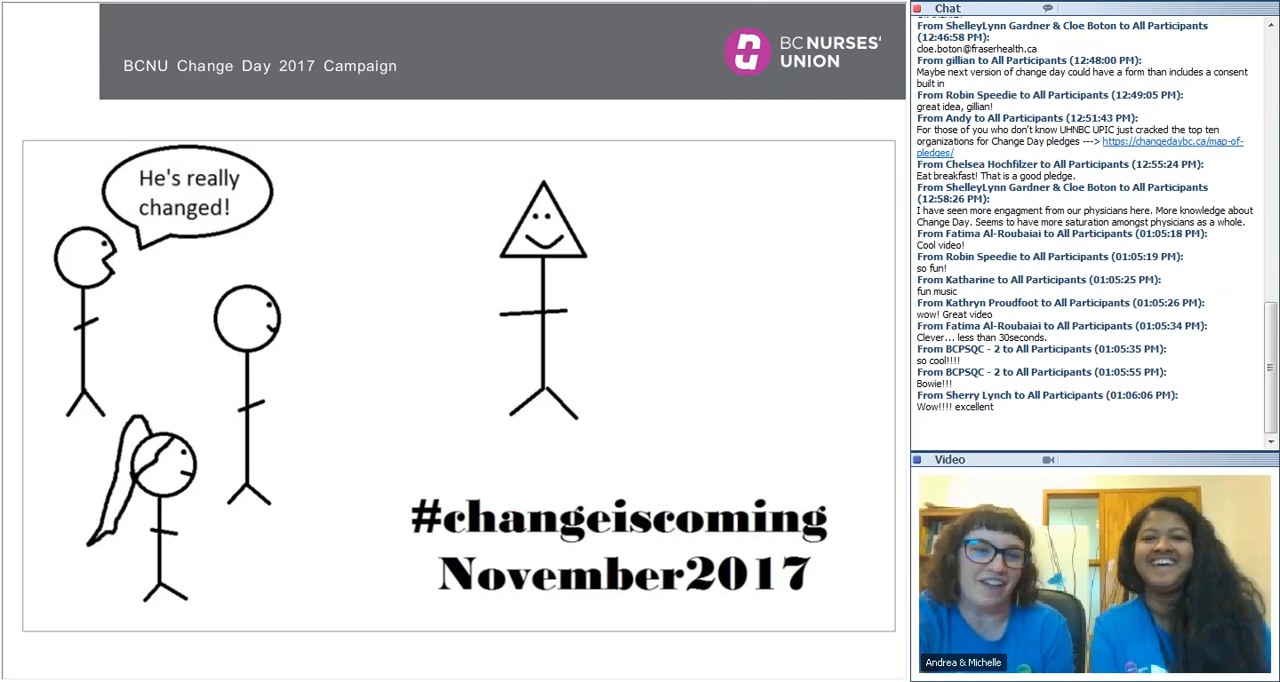 BCNU Change Day 2017 Campaign
nu
BC NURSES'
UNION
He's really
changed!
#changeiscoming
November2017
Chat
From ShelleyLynn Gardner & Cloe Boton to All Participants
(12:46:58 PM):
cloe.boton@fraserhealth.ca
From gillian to All Participants (12:48:00 PM):
Maybe next version of change day could have a form than includes a consent
built in
From Robin Speedie to All Participants (12:49:05 PM):
great idea, gillian!
From Andy to All Participants (12:51:43 PM):
For those of you who don't know UHNBC UPIC just cracked the top ten
organizations for Change Day pledges ---> https://changedaybc.ca/map-of-
pledges/
From Chelsea Hochfilzer to All Participants (12:55:24 PM):
Eat breakfast! That is a good pledge.
From ShelleyLynn Gardner & Cloe Boton to All Participants
(12:58:26 PM):
I have seen more engagment from our physicians here. More knowledge about
Change Day. Seems to have more saturation amongst physicians as a whole.
From Fatima Al-Roubaiai to All Participants (01:05:18 PM):
Cool video!
From Robin Speedie to All Participants (01:05:19 PM):
so fun!
From Katharine to All Participants (01:05:25 PM):
fun music
From Kathryn Proudfoot to All Participants (01:05:26 PM):
wow! Great video
From Fatima Al-Roubaiai to All Participants (01:05:34 PM):
Clever... less than 30seconds.
From BCPSQC - 2 to All Participants (01:05:35 PM):
so cool!!!!
From BCPSQC - 2 to All Participants (01:05:55 PM):
Bowie!!!
From Sherry Lynch to All Participants (01:06:06 PM):
Wow!!!! excellent
Video
Andrea & Michelle